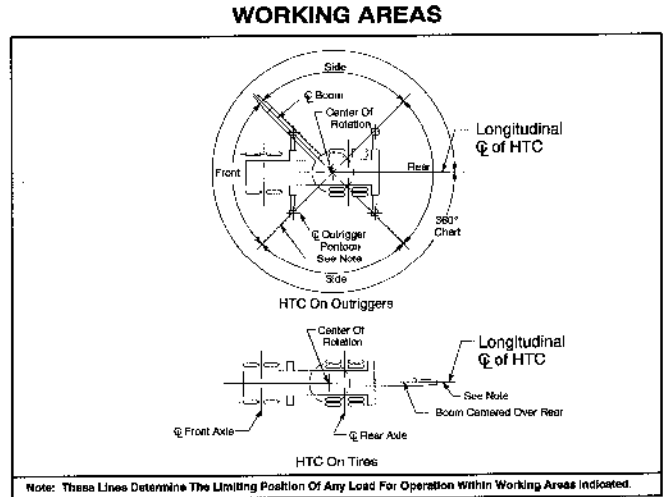 WORKING AREAS
Side
℄ Boom
Center Of
Rotation
Longitudinal
℄ of HTC
Front
Rear
360°
Chart
℄ Outrigger
Pontoon
See Note
Side
HTC On Outriggers
Center Of
Rotation
Longitudinal
℄ of HTC
See Note
Boom Centered Over Rear
℄ Front Axle
℄ Rear Axle
HTC On Tires
Note: These Lines Determine The Limiting Position Of Any Load For Operation Within Working Areas Indicated.